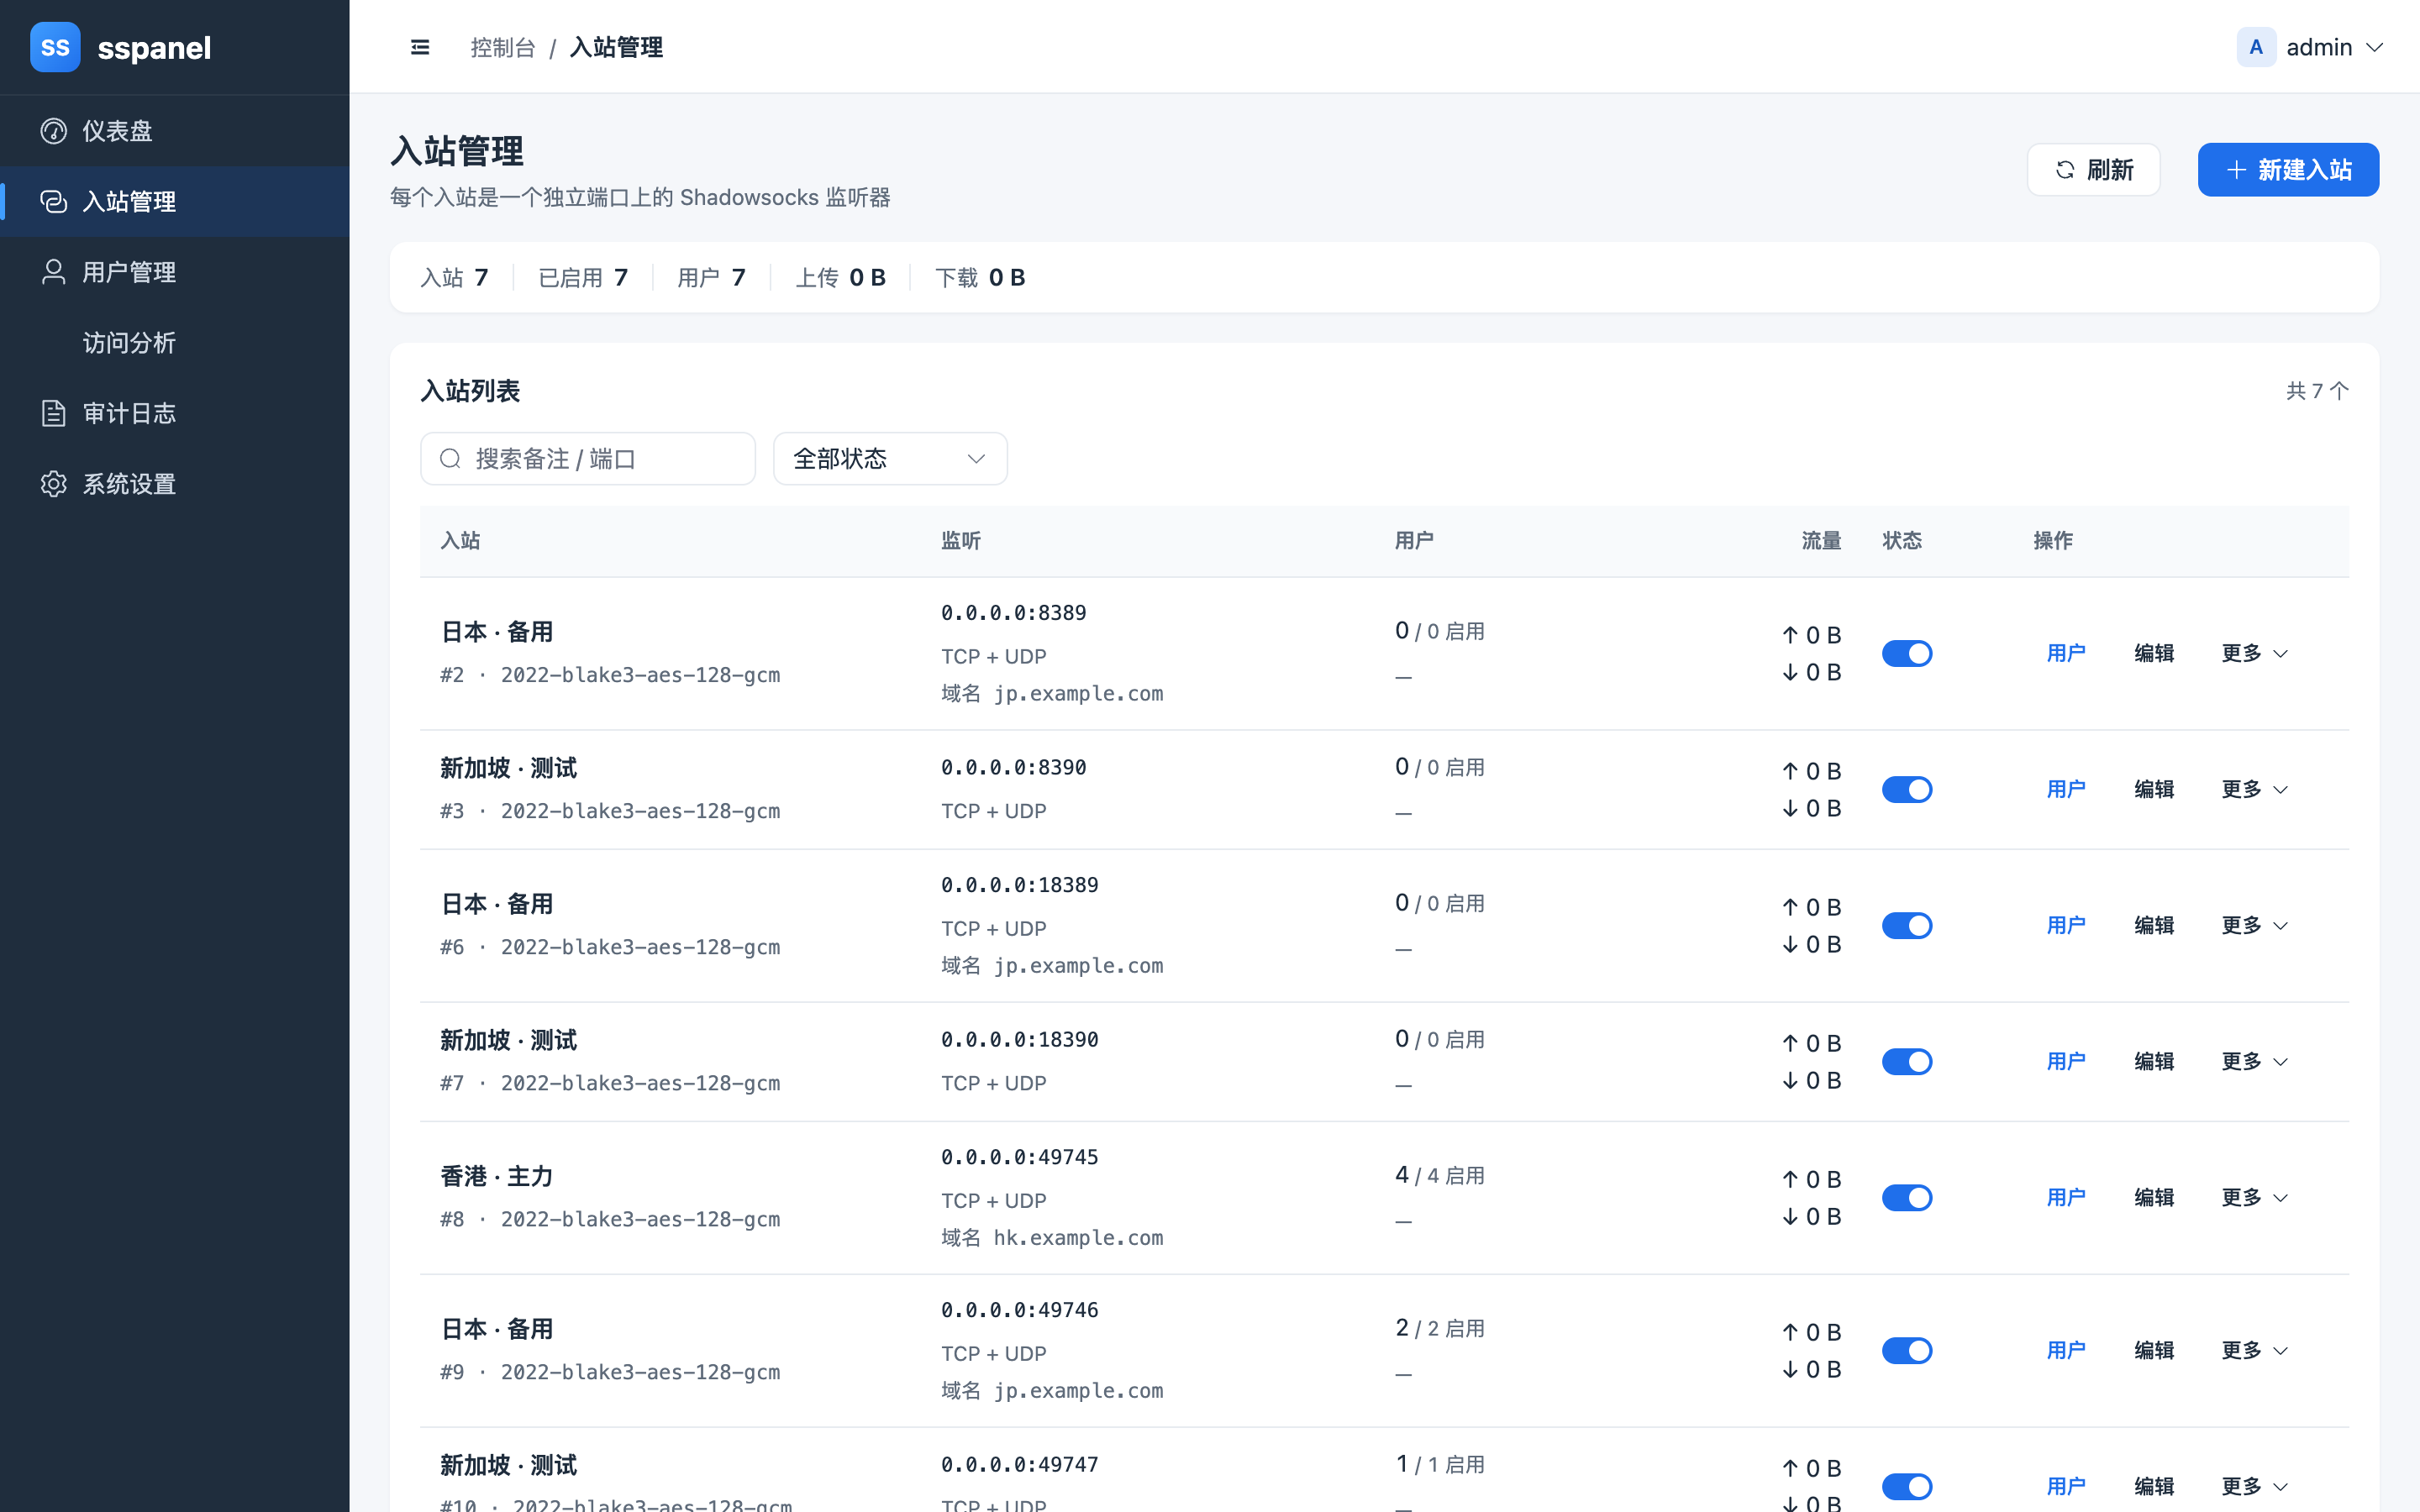 SS sspanel
仪表盘
入站管理
用户管理
访问分析
审计日志
系统设置
控制台 / 入站管理
A admin
入站管理
每个入站是一个独立端口上的 Shadowsocks 监听器
刷新
新建入站
入站 7 已启用 7 用户 7 上传 0 B 下载 0 B
入站列表
共 7 个
搜索备注 / 端口
全部状态
入站 监听 用户 流量 状态 操作
日本 · 备用
#2 · 2022-blake3-aes-128-gcm
0.0.0.0:8389
TCP + UDP
域名 jp.example.com
0 / 0 启用
—
↑ 0 B
↓ 0 B
用户 编辑 更多
新加坡 · 测试
#3 · 2022-blake3-aes-128-gcm
0.0.0.0:8390
TCP + UDP
0 / 0 启用
—
↑ 0 B
↓ 0 B
用户 编辑 更多
日本 · 备用
#6 · 2022-blake3-aes-128-gcm
0.0.0.0:18389
TCP + UDP
域名 jp.example.com
0 / 0 启用
—
↑ 0 B
↓ 0 B
用户 编辑 更多
新加坡 · 测试
#7 · 2022-blake3-aes-128-gcm
0.0.0.0:18390
TCP + UDP
0 / 0 启用
—
↑ 0 B
↓ 0 B
用户 编辑 更多
香港 · 主力
#8 · 2022-blake3-aes-128-gcm
0.0.0.0:49745
TCP + UDP
域名 hk.example.com
4 / 4 启用
—
↑ 0 B
↓ 0 B
用户 编辑 更多
日本 · 备用
#9 · 2022-blake3-aes-128-gcm
0.0.0.0:49746
TCP + UDP
域名 jp.example.com
2 / 2 启用
—
↑ 0 B
↓ 0 B
用户 编辑 更多
新加坡 · 测试
#10 · 2022-blake3-aes-128-gcm
0.0.0.0:49747
TCP + UDP
1 / 1 启用
—
↑ 0 B
↓ 0 B
用户 编辑 更多